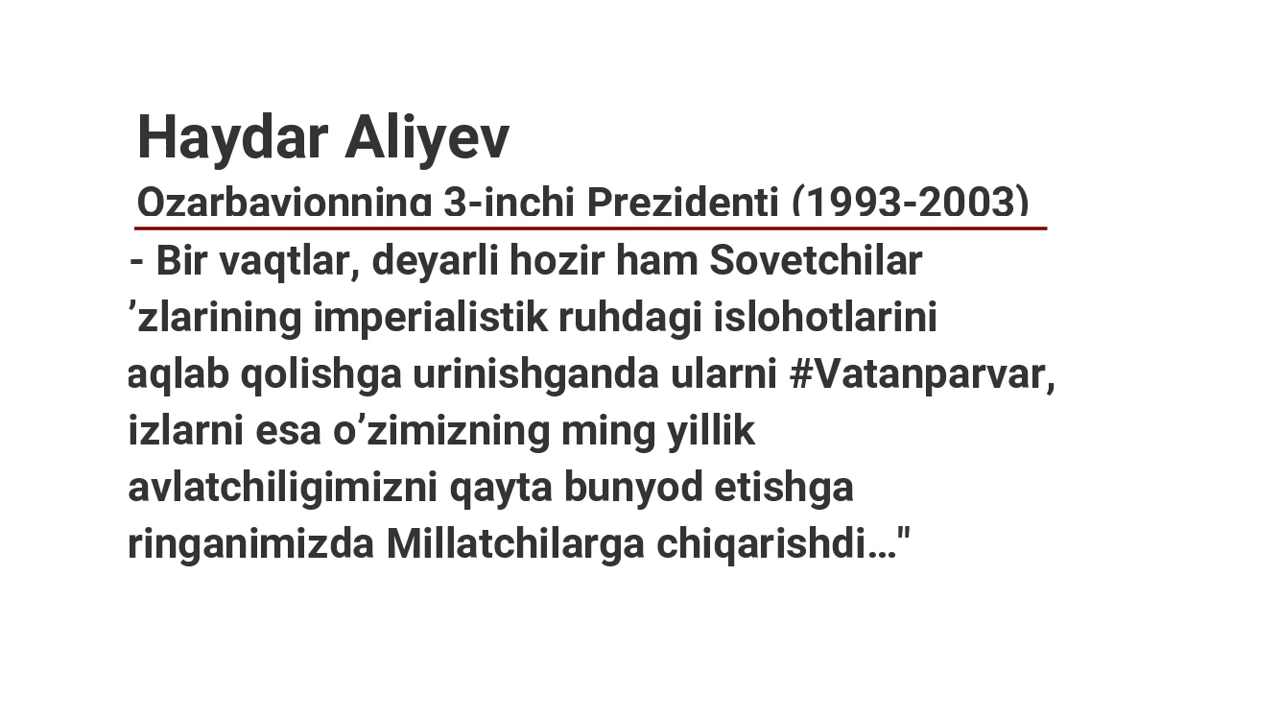 Haydar Aliyev
Ozarbayjonning 3-inchi Prezidenti (1993-2003)
- Bir vaqtlar, deyarli hozir ham Sovetchilar
’zlarining imperialistik ruhdagi islohotlarini
aqlab qolishga urinishganda ularni #Vatanparvar,
izlarni esa o’zimizning ming yillik
avlatchiligimizni qayta bunyod etishga
ringanimizda Millatchilarga chiqarishdi..."